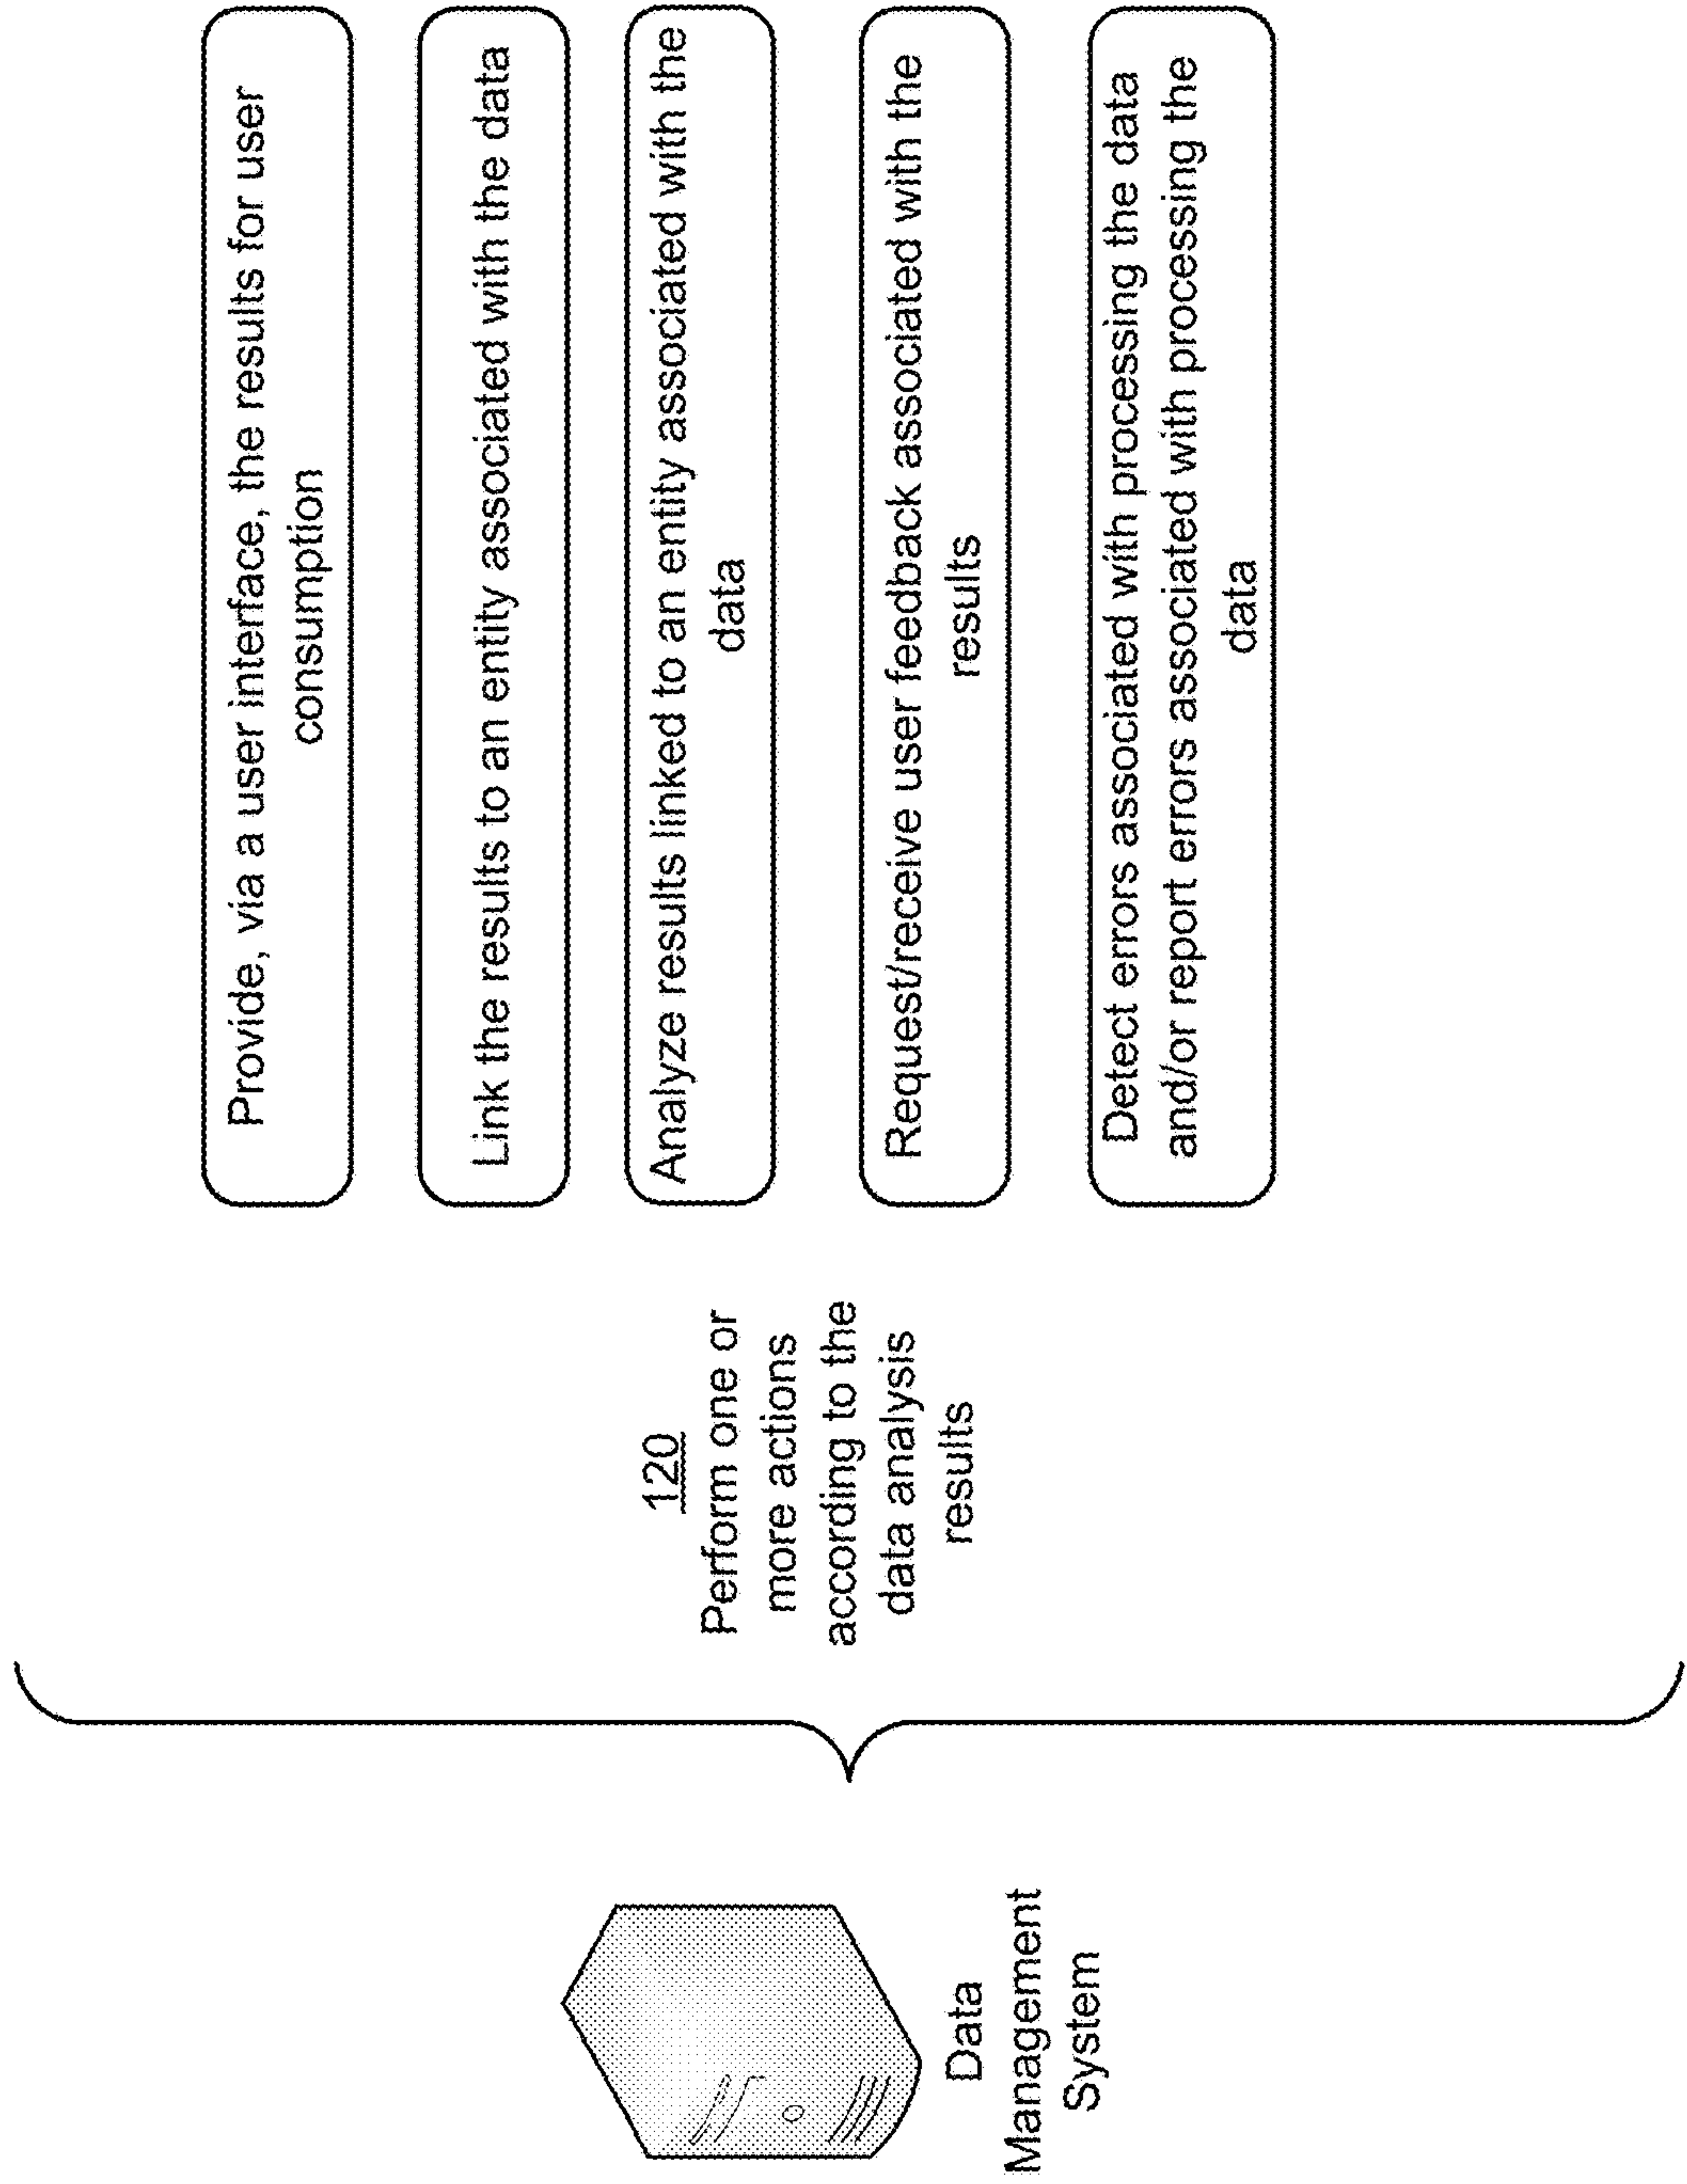 Data
Management
System
120
Perform one or
more actions
according to the
data analysis
results
Provide, via a user interface, the results for user
consumption
Link the results to an entity associated with the data
Analyze results linked to an entity associated with the
data
Request/receive user feedback associated with the
results
Detect errors associated with processing the data
and/or report errors associated with processing the
data